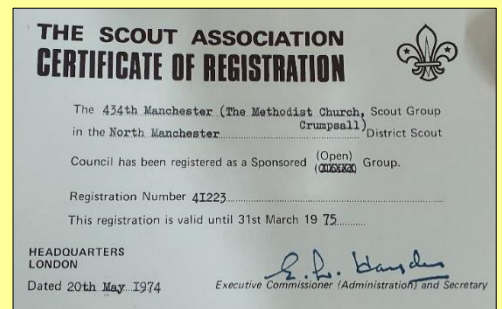 THE SCOUT ASSOCIATION
CERTIFICATE OF REGISTRATION
The 434th Manchester (The Methodist Church, Scout Group
Crumpsall)
in the North Manchester District Scout
Council has been registered as a Sponsored (Open) Group.
Registration Number 4I223
This registration is valid until 31st March 19 75
HEADQUARTERS
LONDON
Dated 20th May I974
Executive Commissioner (Administration) and Secretary